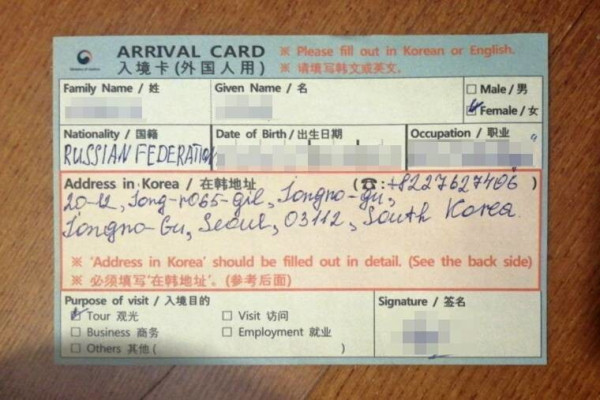 ARRIVAL CARD ※ Please fill out in Korean or English.
入境卡(外国人用) ※ 请填写韩文或英文。
Family Name / 姓 Given Name / 名 □ Male / 男
☑ Female / 女
Nationality / 国籍 Date of Birth / 出生日期 Occupation / 职业
RUSSIAN FEDERATION
Address in Korea / 在韩地址 (☎:+82227627406)
20-12, Jong-ro65-gil, Jongno-gu,
Jongno-Gu, Seoul, 03112, South Korea.
※ 'Address in Korea' should be filled out in detail. (See the back side)
※ 必须填写'在韩地址'。(参考后面)
Purpose of visit / 入境目的 Signature / 签名
☑ Tour 观光 □ Visit 访问
□ Business 商务 □ Employment 就业
□ Others 其他 ( )